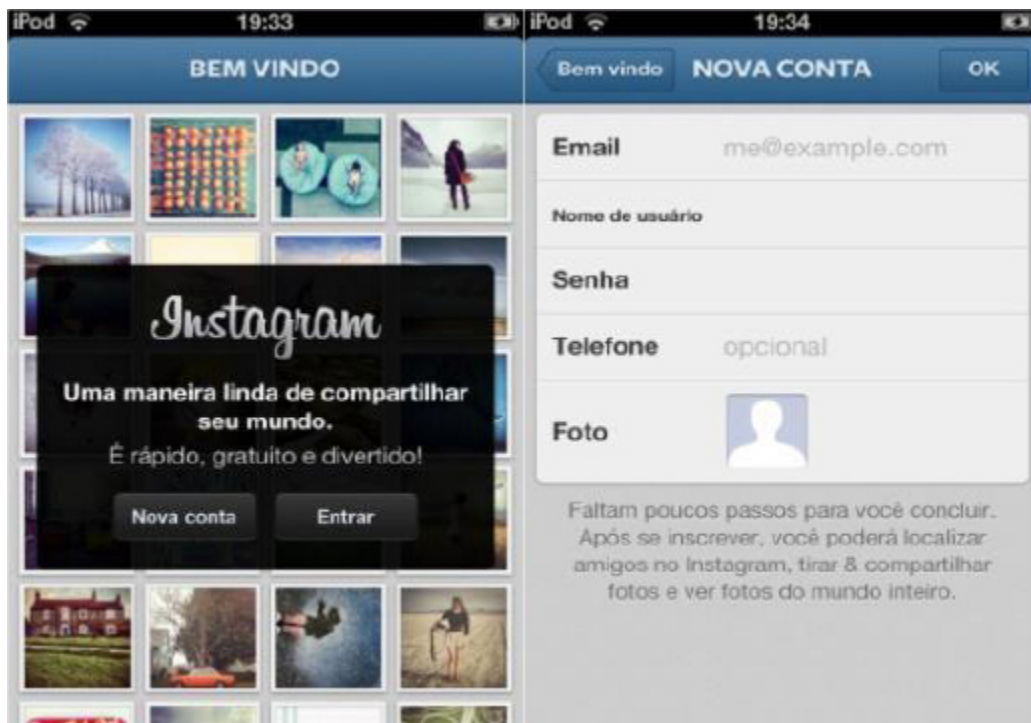 iPod 19:33
BEM VINDO
Instagram
Uma maneira linda de compartilhar
seu mundo.
É rápido, gratuito e divertido!
Nova conta Entrar
iPod 19:34
Bem vindo NOVA CONTA OK
Email me@example.com
Nome de usuário
Senha
Telefone opcional
Foto
Faltam poucos passos para você concluir.
Após se inscrever, você poderá localizar
amigos no Instagram, tirar & compartilhar
fotos e ver fotos do mundo inteiro.